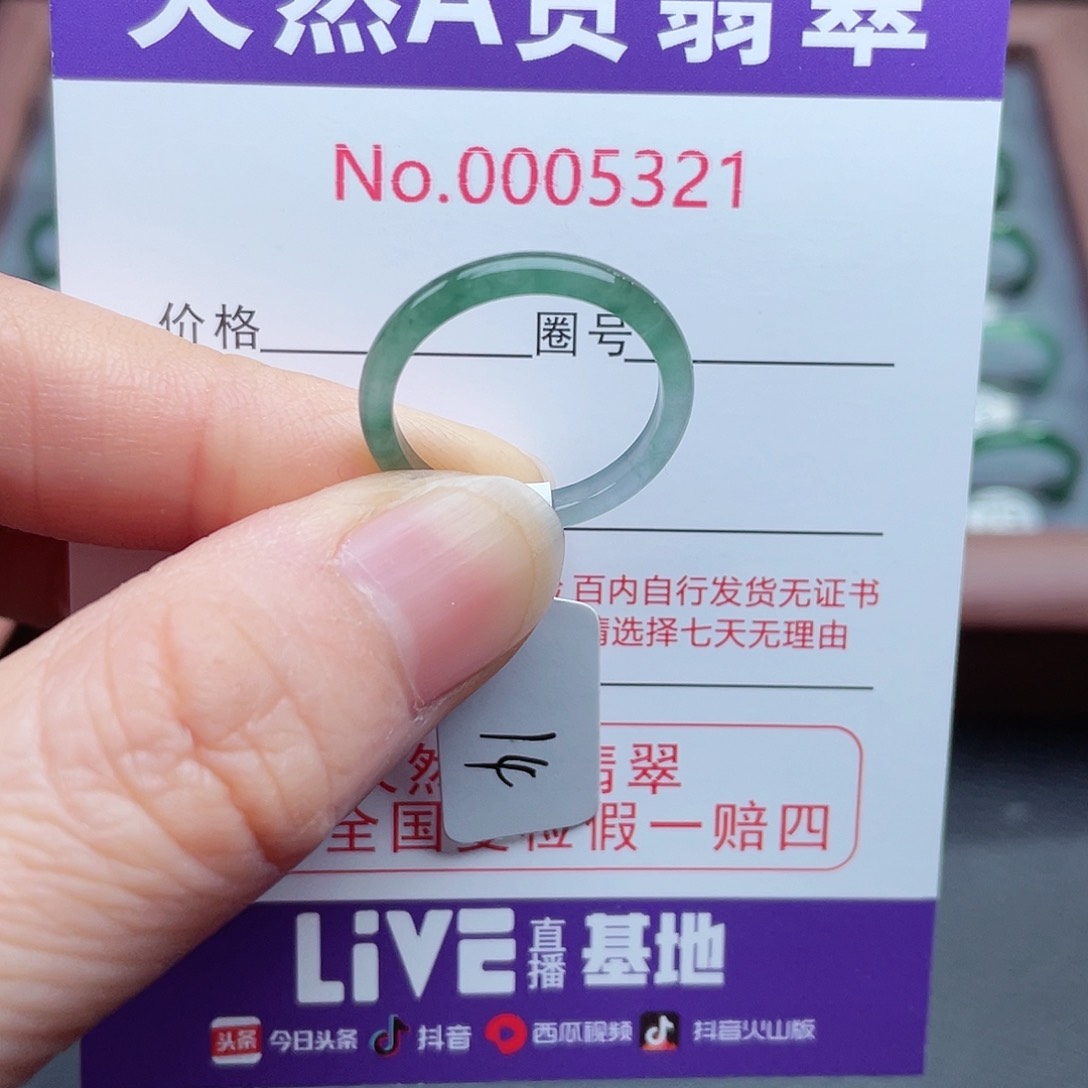 天然A货翡翠
No.0005321
价格 圈号
百内自行发货无证书
选择七天无理由
14
翠
全国复检假一赔四
LiVE 直播 基地
头条 今日头条 抖音 西瓜视频 抖音火山版